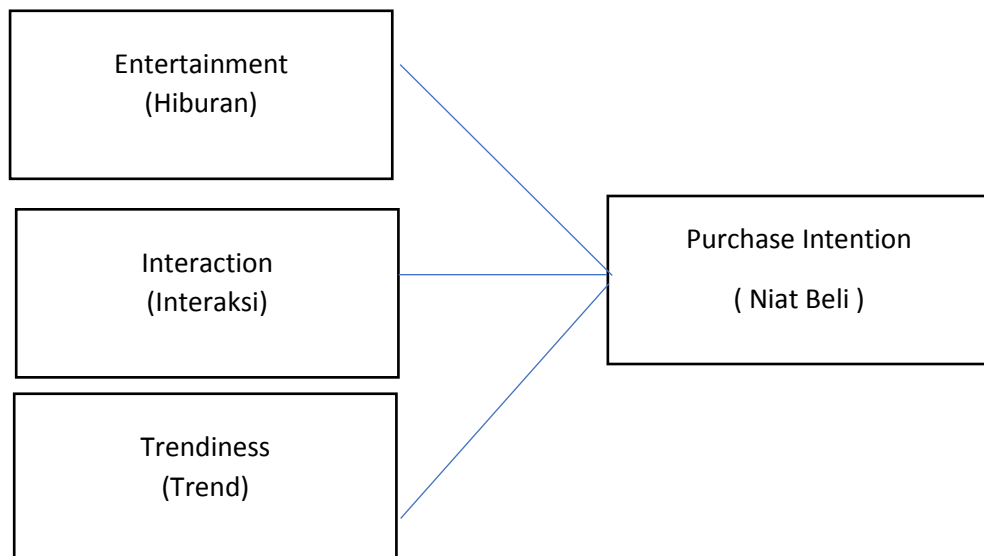 Entertainment
(Hiburan)
Interaction
(Interaksi)
Trendiness
(Trend)
Purchase Intention
( Niat Beli )